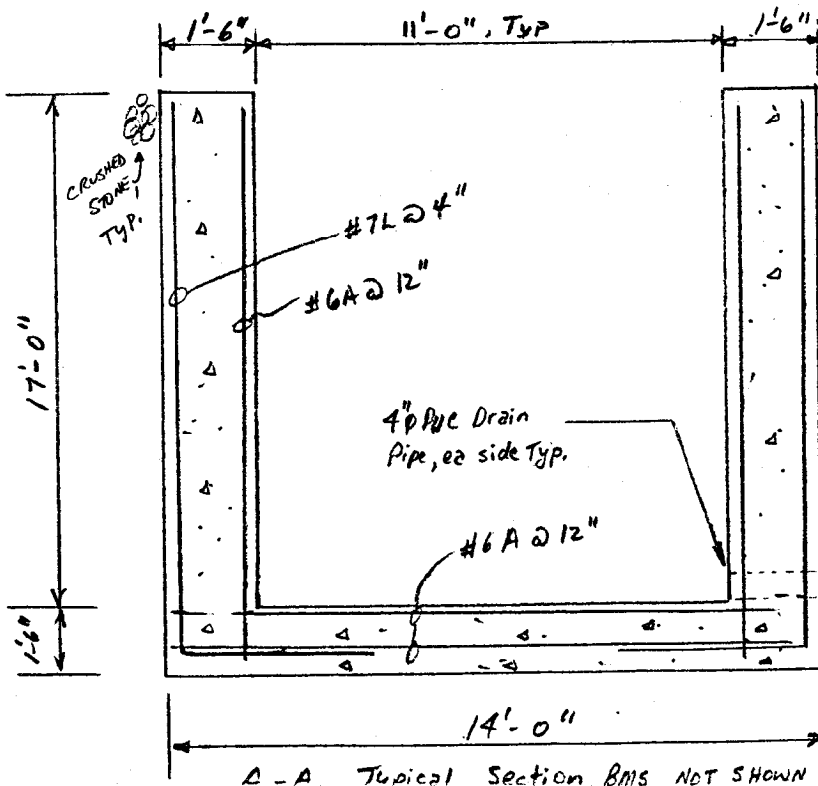 1'-6"
11'-0", TYP
1'-6"
CRUSHED
STONE,
TYP.
#7L @ 4"
#6A @ 12"
17'-0"
4"φ PVC Drain
Pipe, ea side Typ.
#6 A @ 12"
1'-6"
14'-0"
A-A Typical Section BMS NOT SHOWN